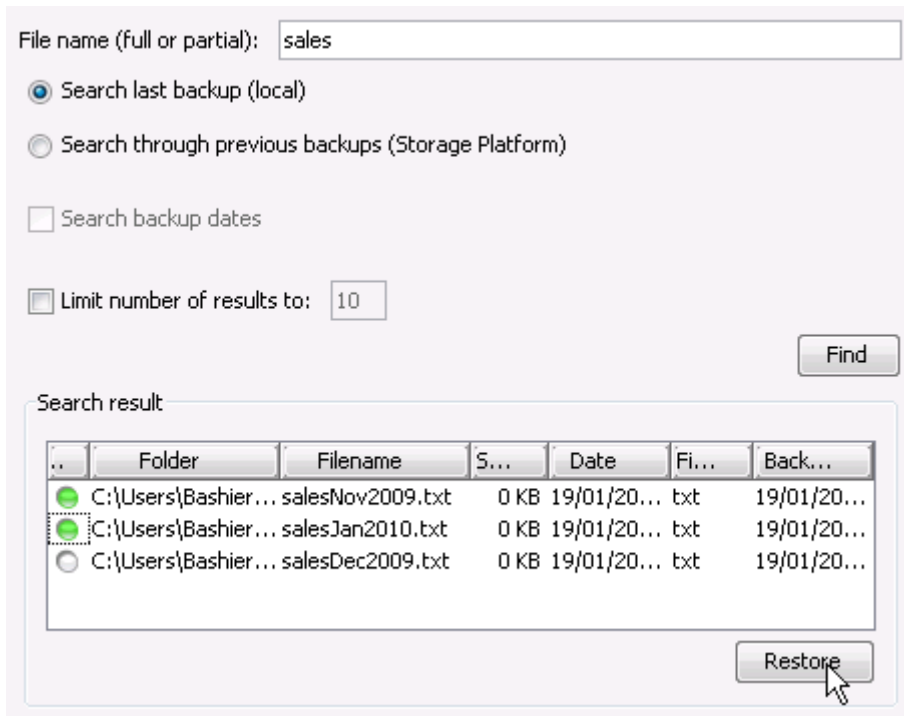 File name (full or partial): sales
Search last backup (local)
Search through previous backups (Storage Platform)
Search backup dates
Limit number of results to: 10
Find
Search result
.. Folder Filename S... Date Fi... Back...
C:\Users\Bashier... salesNov2009.txt 0 KB 19/01/20... txt 19/01/20...
C:\Users\Bashier... salesJan2010.txt 0 KB 19/01/20... txt 19/01/20...
C:\Users\Bashier... salesDec2009.txt 0 KB 19/01/20... txt 19/01/20...
Restore